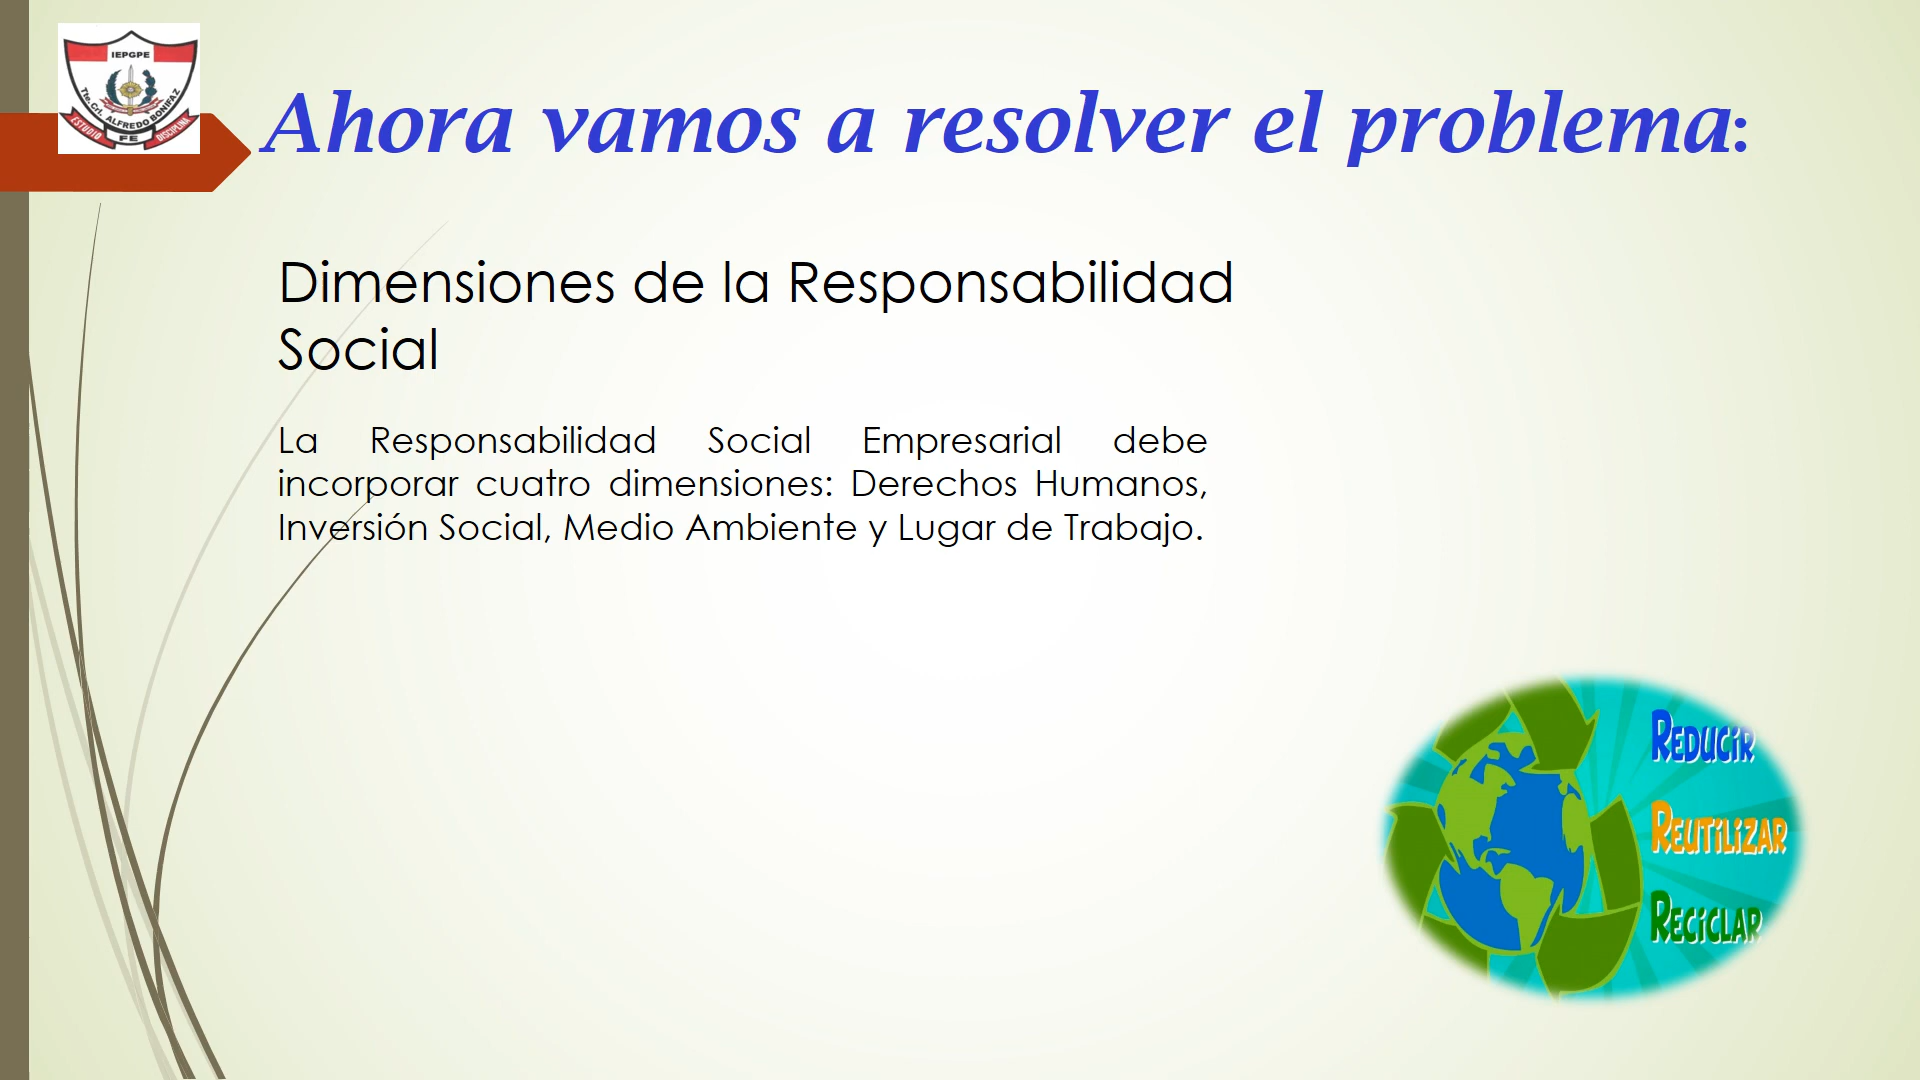 IEPGPE
Tte. Crl. ALFREDO BONIFAZ
ESTUDIO
FE
DISCIPLINA
Ahora vamos a resolver el problema:
Dimensiones de la Responsabilidad
Social
La Responsabilidad Social Empresarial debe
incorporar cuatro dimensiones: Derechos Humanos,
Inversión Social, Medio Ambiente y Lugar de Trabajo.
REDUCiR
REUTiLiZAR
RECiCLAR